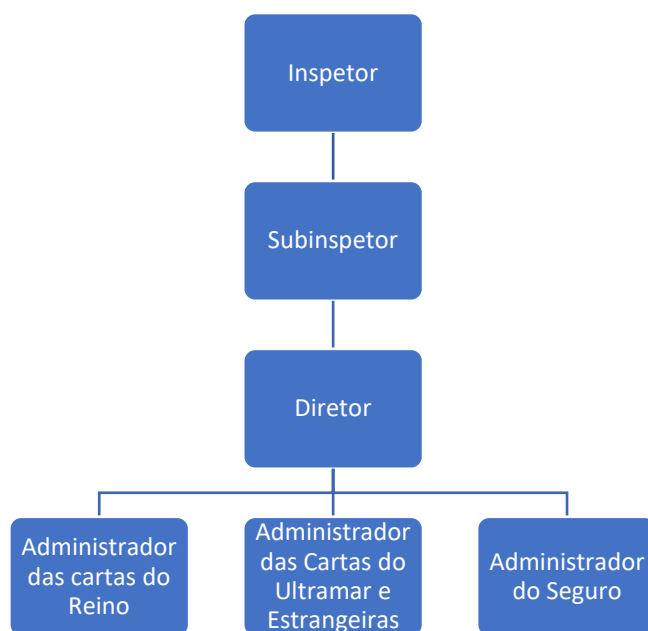 Inspetor
Subinspetor
Diretor
Administrador
das cartas do
Reino
Administrador
das Cartas do
Ultramar e
Estrangeiras
Administrador
do Seguro